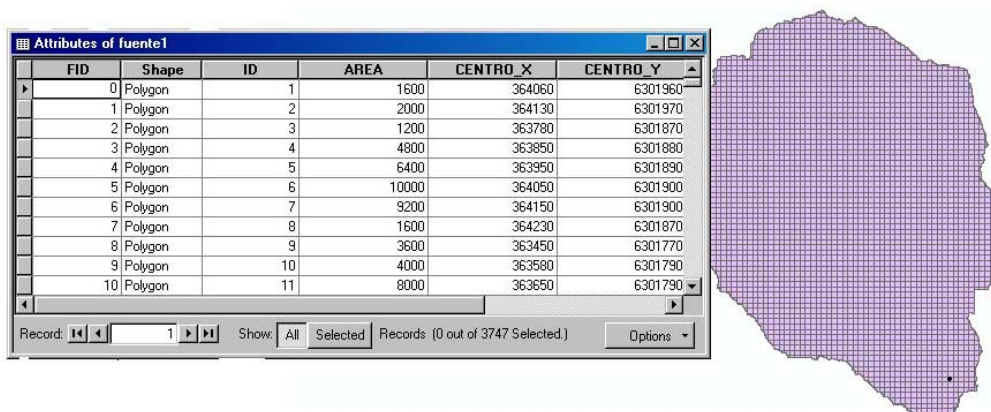 Attributes of fuente1
FID Shape ID AREA CENTRO_X CENTRO_Y
0 Polygon 1 1600 364060 6301960
1 Polygon 2 2000 364130 6301970
2 Polygon 3 1200 363780 6301870
3 Polygon 4 4800 363850 6301880
4 Polygon 5 6400 363950 6301890
5 Polygon 6 10000 364050 6301900
6 Polygon 7 9200 364150 6301900
7 Polygon 8 1600 364230 6301870
8 Polygon 9 3600 363450 6301770
9 Polygon 10 4000 363580 6301790
10 Polygon 11 8000 363650 6301790
Record: 1 Show: All Selected Records (0 out of 3747 Selected.) Options